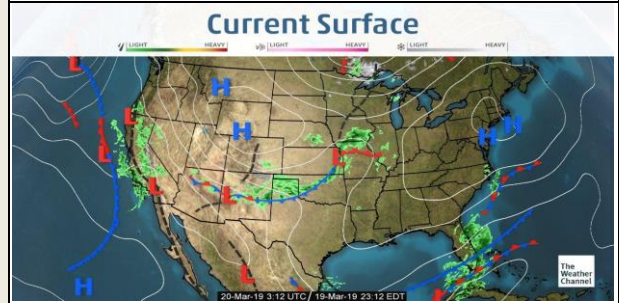 Current Surface
LIGHT HEAVY LIGHT HEAVY LIGHT HEAVY
L L
H
L H H H
L L
L L
L
H L
The
Weather
Channel
20-Mar-19 3:12 UTC / 19-Mar-19 23:12 EDT